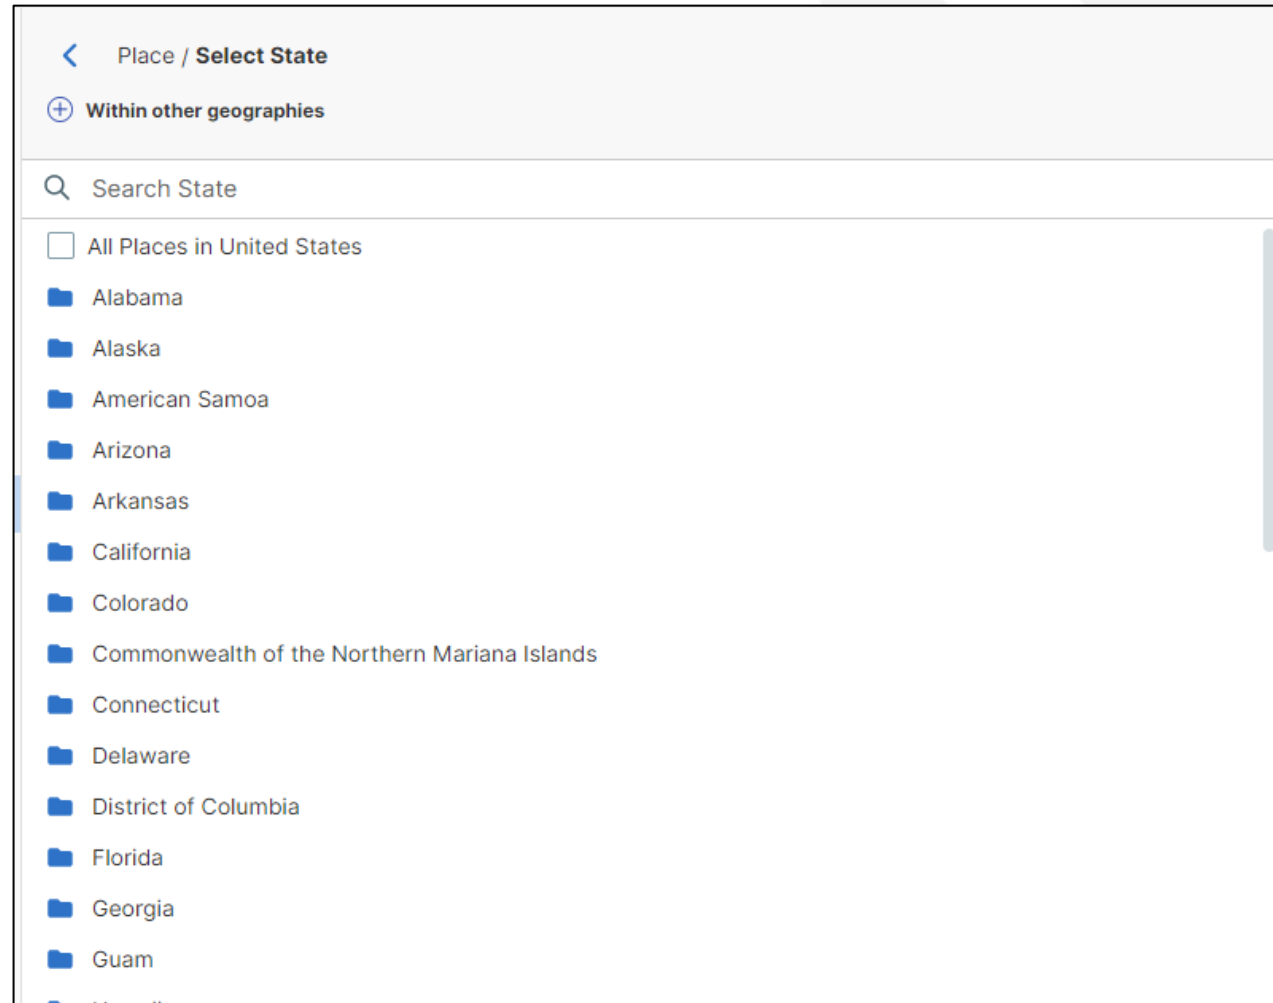 Place / Select State
Within other geographies
Search State
All Places in United States
Alabama
Alaska
American Samoa
Arizona
Arkansas
California
Colorado
Commonwealth of the Northern Mariana Islands
Connecticut
Delaware
District of Columbia
Florida
Georgia
Guam